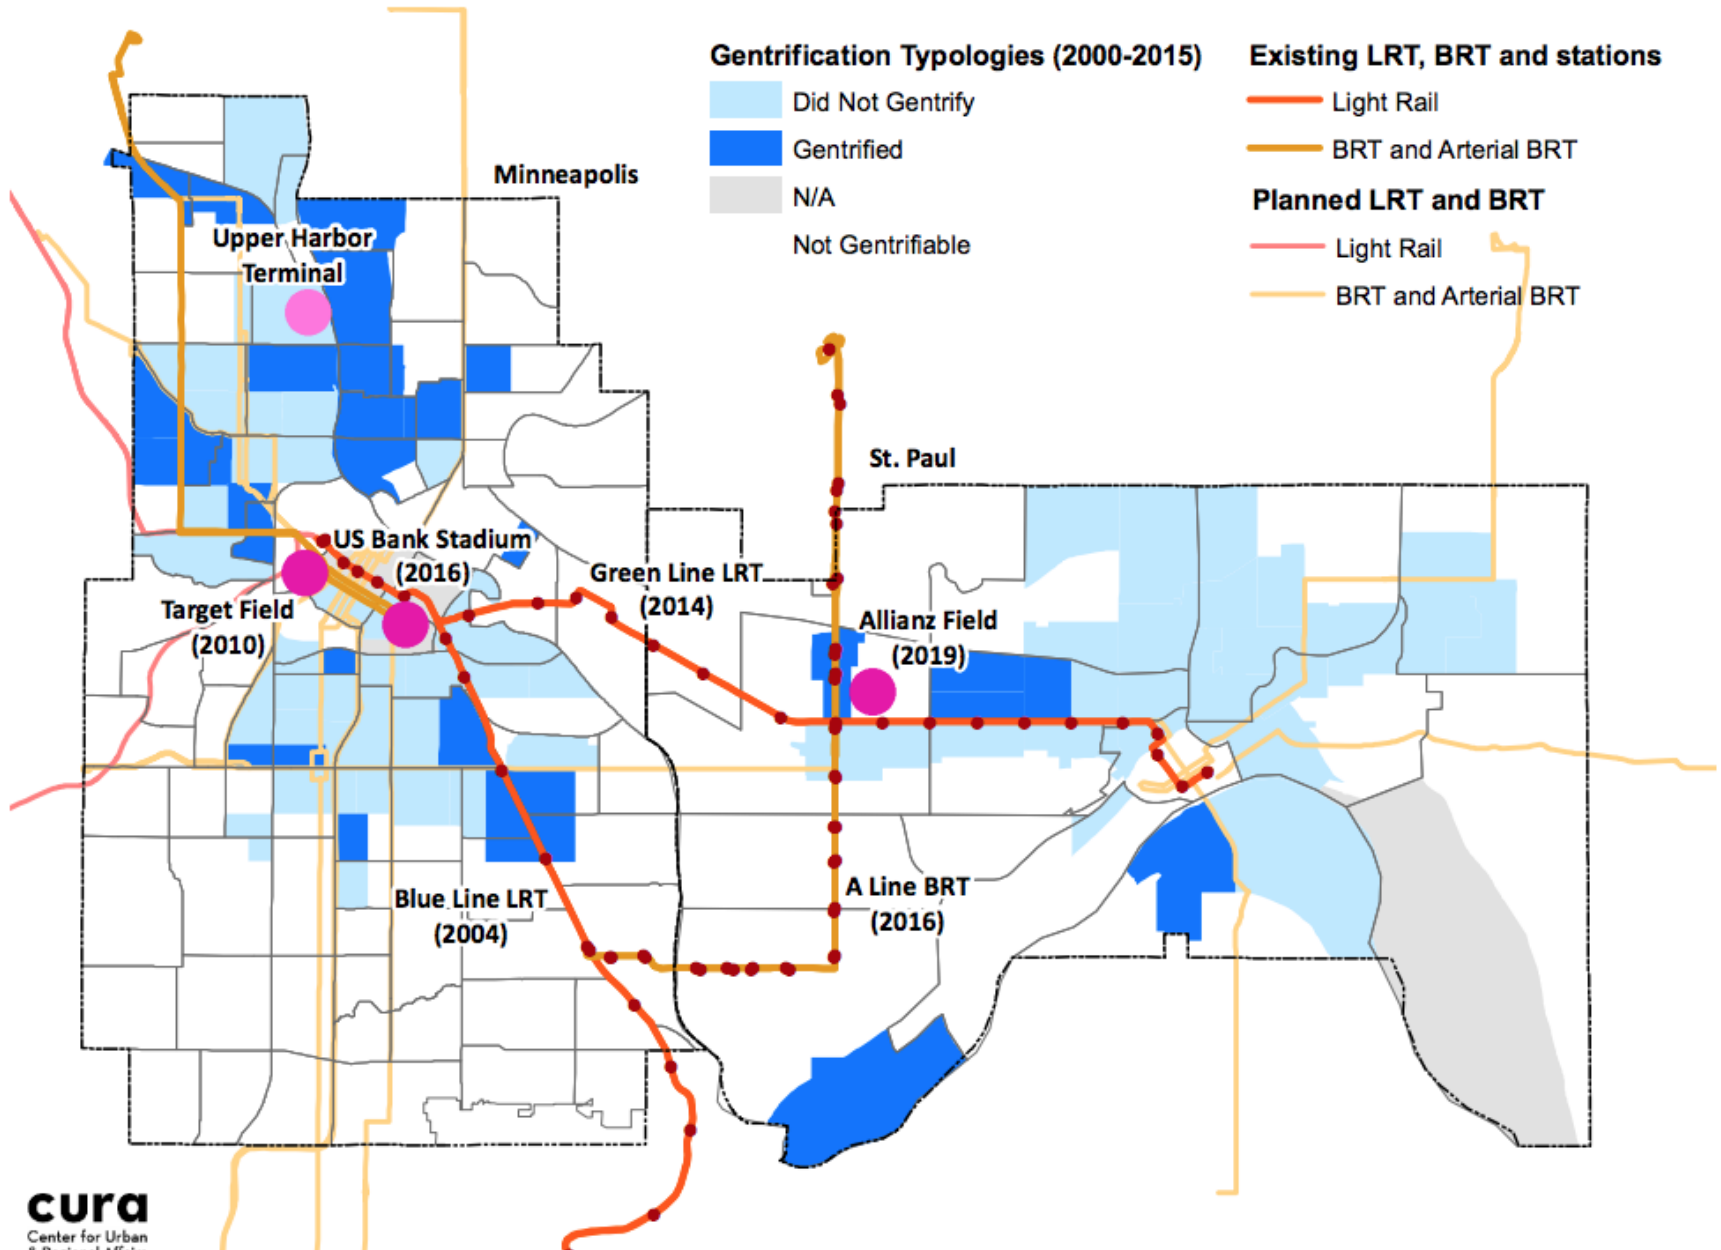 Gentrification Typologies (2000-2015)
Did Not Gentrify
Gentrified
N/A
Not Gentrifiable
Existing LRT, BRT and stations
Light Rail
BRT and Arterial BRT
Planned LRT and BRT
Light Rail
BRT and Arterial BRT
Minneapolis
Upper Harbor
Terminal
St. Paul
US Bank Stadium
(2016)
Green Line LRT
(2014)
Target Field
(2010)
Allianz Field
(2019)
Blue Line LRT
(2004)
A Line BRT
(2016)
cura
Center for Urban
& Regional Affairs